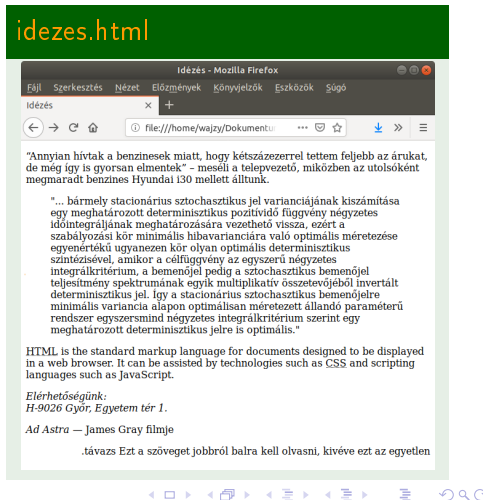 idezes.html
Idézés - Mozilla Firefox
Fájl Szerkesztés Nézet Előzmények Könyvjelzők Eszközök Súgó
Idézés
file:///home/wajzy/Dokumentu
“Annyian hívtak a benzinesek miatt, hogy kétszázezerrel tettem feljebb az árukat,
de még így is gyorsan elmentek” – meséli a telepvezető, miközben az utolsóként
megmaradt benzines Hyundai i30 mellett álltunk.
"... bármely stacionárius sztochasztikus jel varianciájának kiszámítása
egy meghatározott determinisztikus pozitívidő függvény négyzetes
időintegráljának meghatározására vezethető vissza, ezért a
szabályozási kör minimális hibavarianciára való optimális méretezése
egyenértékű ugyanezen kör olyan optimális determinisztikus
szintézisével, amikor a célfüggvény az egyszerű négyzetes
integrálkritérium, a bemenőjel pedig a sztochasztikus bemenőjel
teljesítmény spektrumának egyik multiplikatív összetevőjéből invertált
determinisztikus jel. Így a stacionárius sztochasztikus bemenőjelre
minimális variancia alapon optimálisan méretezett állandó paraméterű
rendszer egyszersmind négyzetes integrálkritérium szerint egy
meghatározott determinisztikus jelre is optimális."
HTML is the standard markup language for documents designed to be displayed
in a web browser. It can be assisted by technologies such as CSS and scripting
languages such as JavaScript.
Elérhetőségünk:
H-9026 Győr, Egyetem tér 1.
Ad Astra — James Gray filmje
.távazs Ezt a szöveget jobbról balra kell olvasni, kivéve ezt az egyetlen